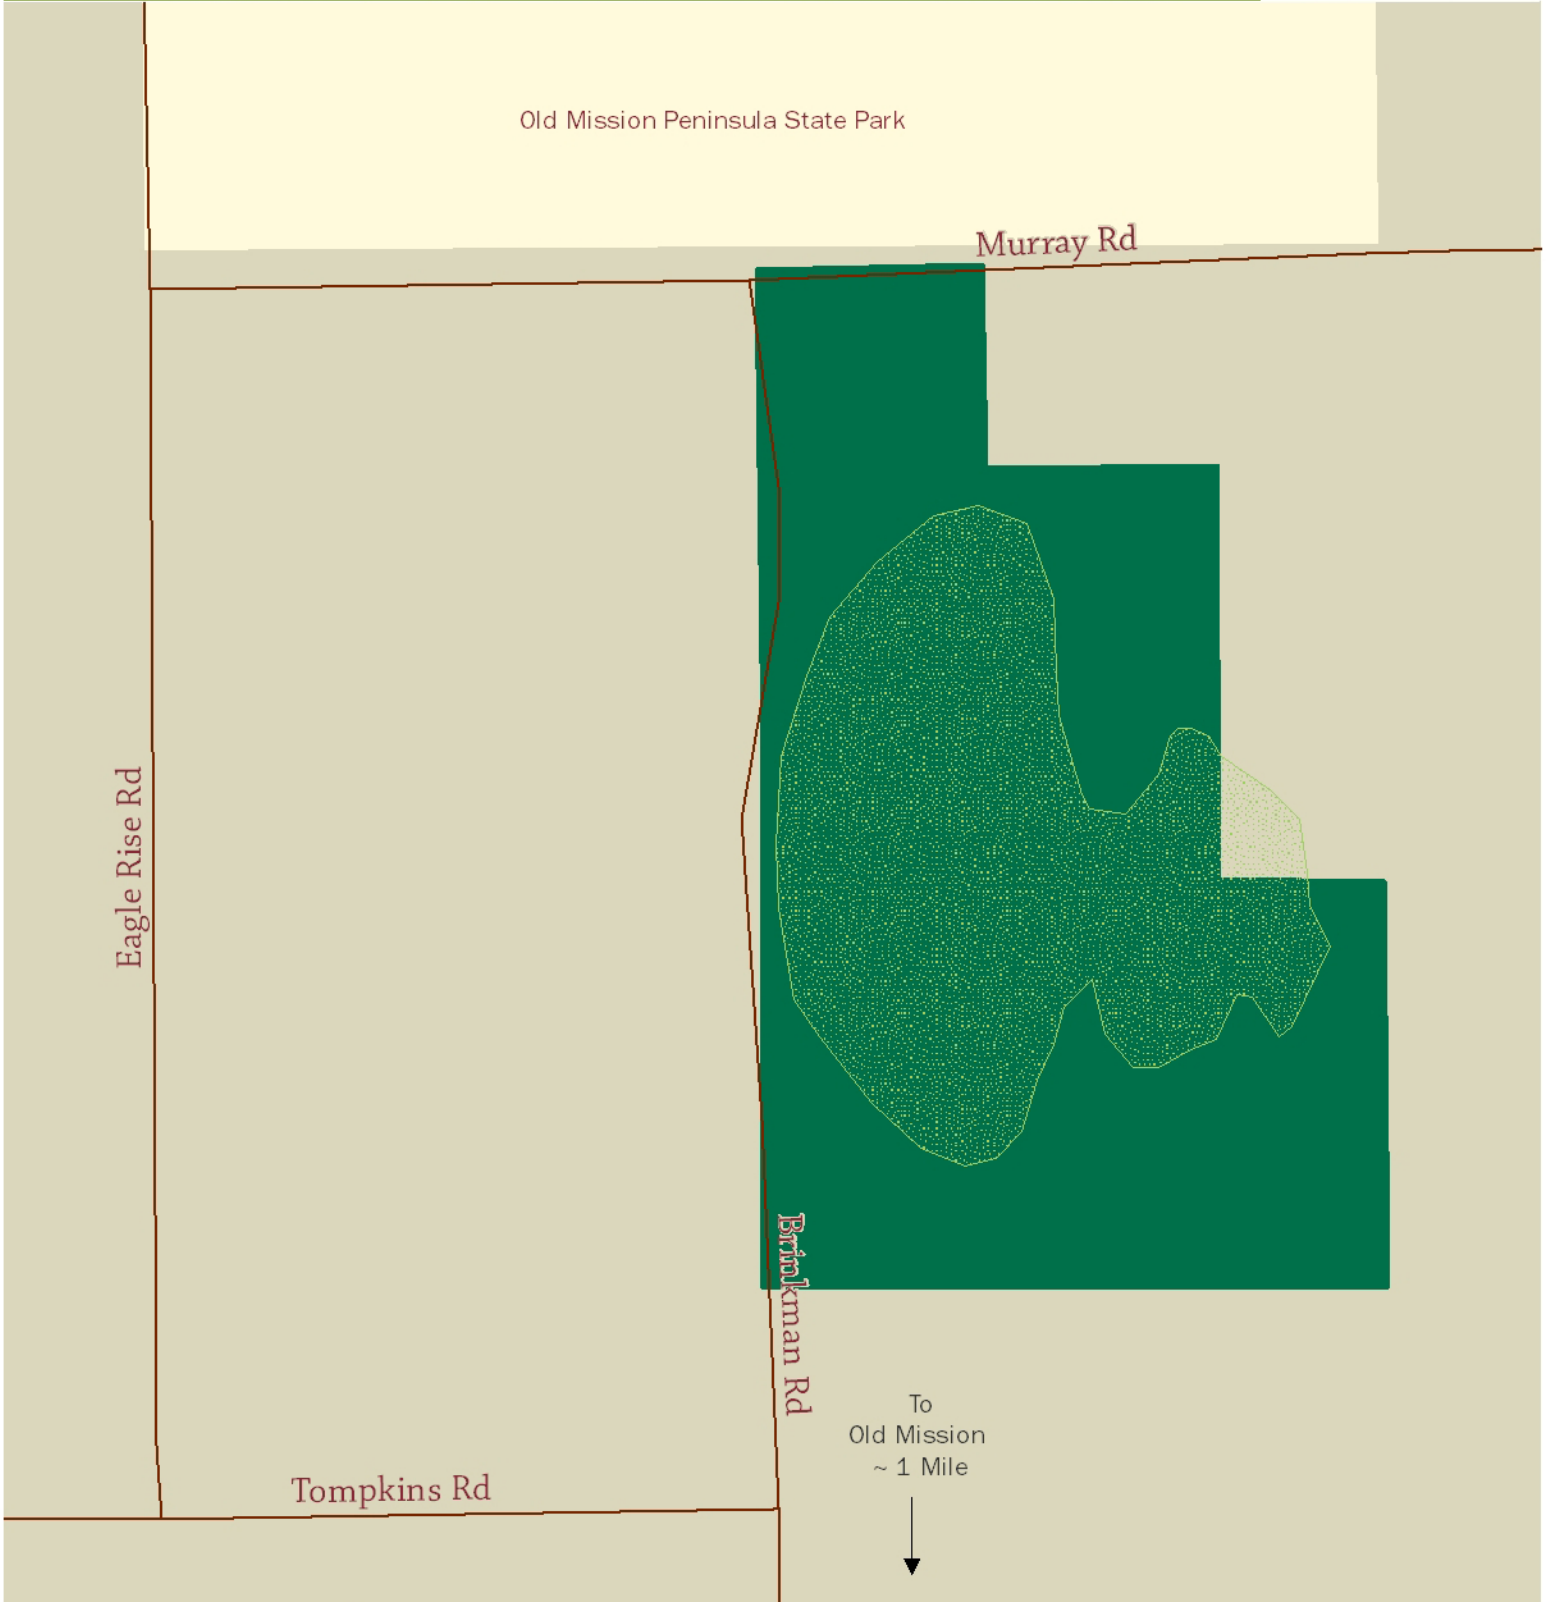 Old Mission Peninsula State Park
Murray Rd
Eagle Rise Rd
Brinkman Rd
To
Old Mission
~ 1 Mile
Tompkins Rd